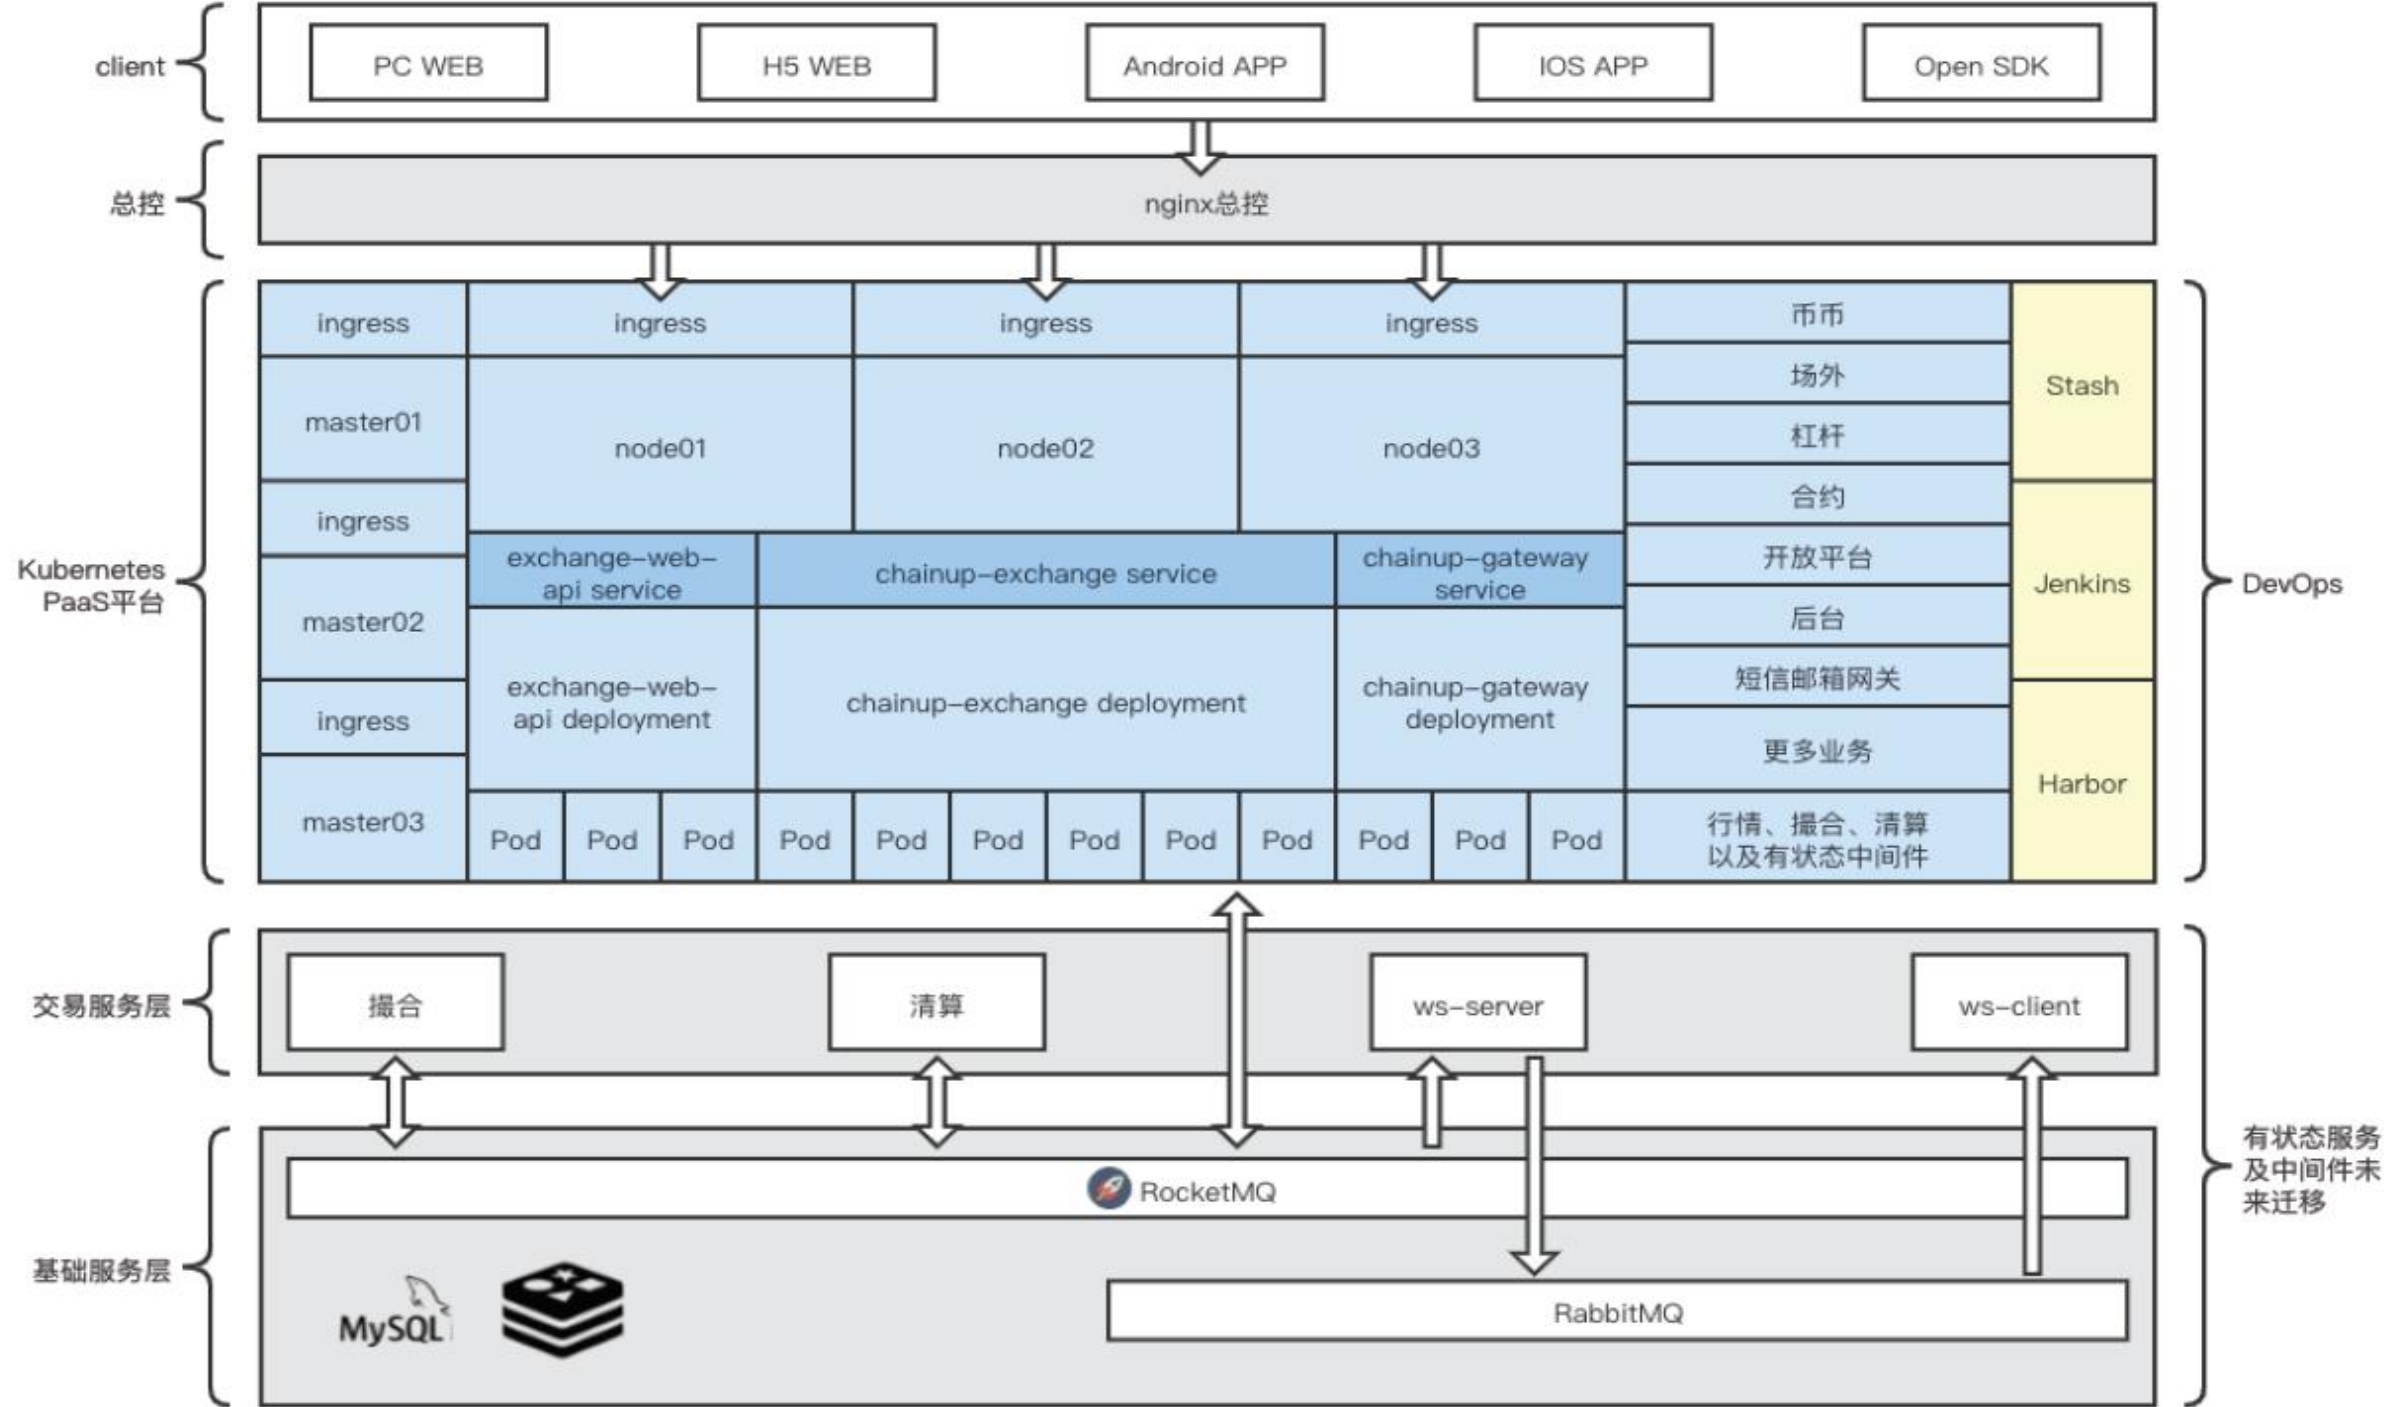 client
PC WEB
H5 WEB
Android APP
IOS APP
Open SDK
总控
nginx总控
Kubernetes
PaaS平台
ingress
master01
ingress
master02
ingress
master03
ingress
ingress
ingress
node01
node02
node03
exchange-web-
api service
chainup-exchange service
chainup-gateway
service
exchange-web-
api deployment
chainup-exchange deployment
chainup-gateway
deployment
Pod
Pod
Pod
Pod
Pod
Pod
Pod
Pod
Pod
Pod
Pod
Pod
币币
场外
杠杆
合约
开放平台
后台
短信邮箱网关
更多业务
行情、撮合、清算
以及有状态中间件
Stash
Jenkins
Harbor
DevOps
交易服务层
撮合
清算
ws-server
ws-client
基础服务层
RocketMQ
MySQL
RabbitMQ
有状态服务
及中间件未
来迁移